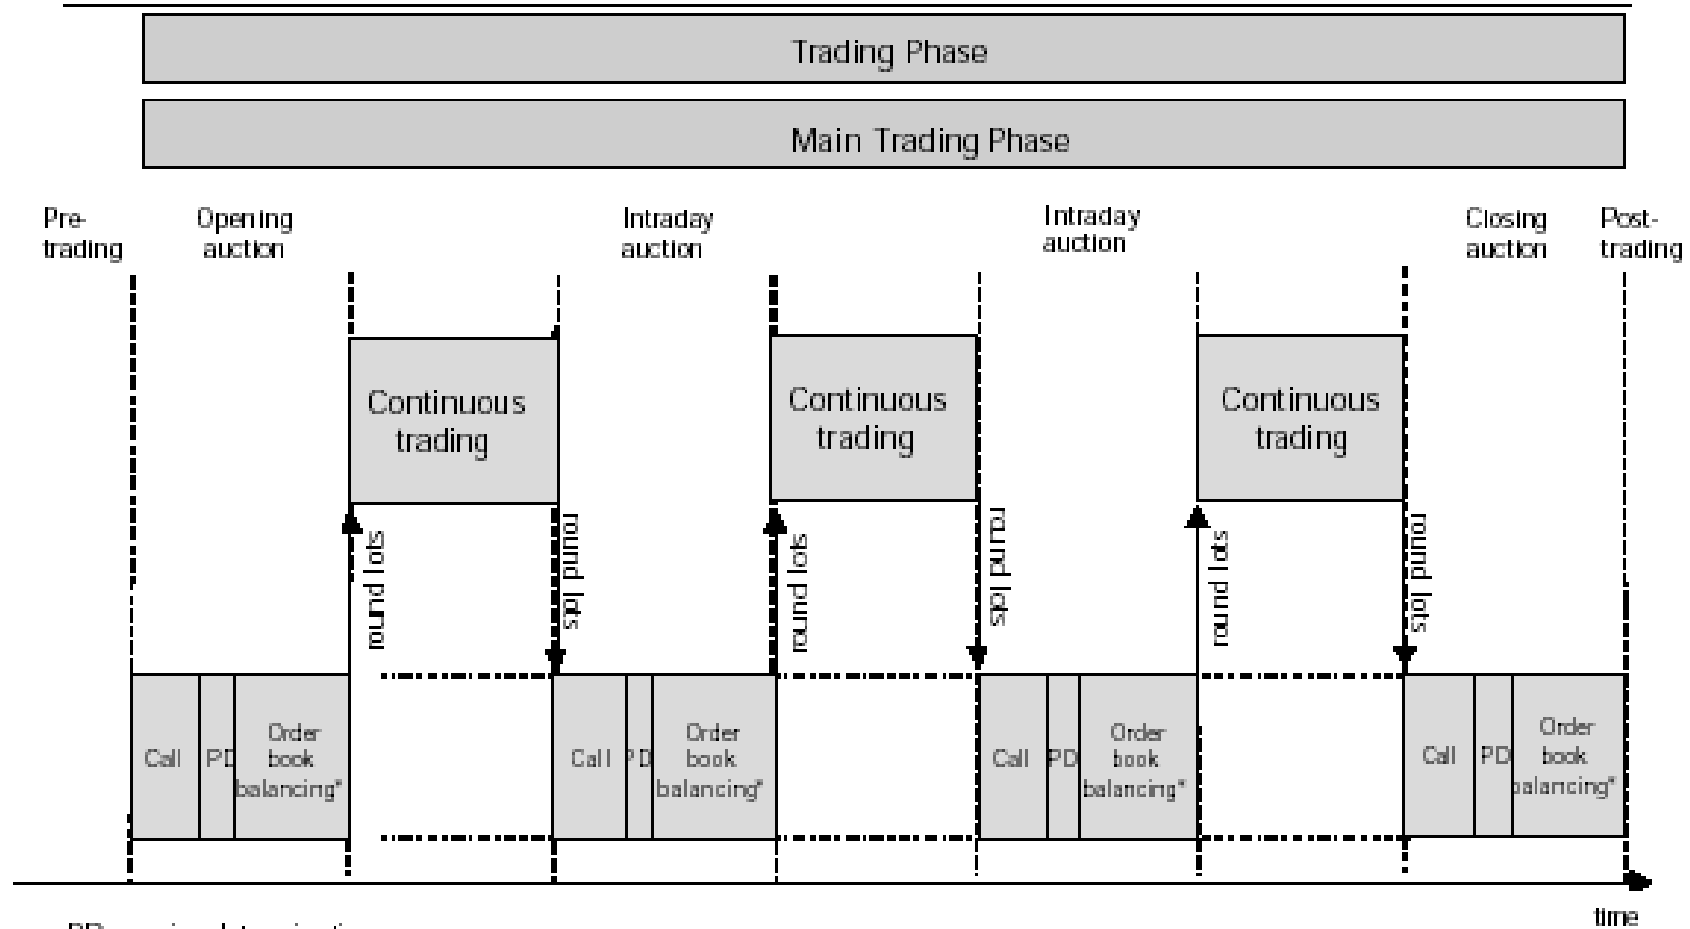 Trading Phase
Main Trading Phase
Pre-
trading
Opening
auction
Intraday
auction
Intraday
auction
Closing
auction
Post-
trading
Continuous
trading
Continuous
trading
Continuous
trading
round lots
round lots
round lots
round lots
round lots
round lots
Call
PD
Order
book
balancing*
Call
PD
Order
book
balancing*
Call
PD
Order
book
balancing*
Call
PD
Order
book
balancing*
time